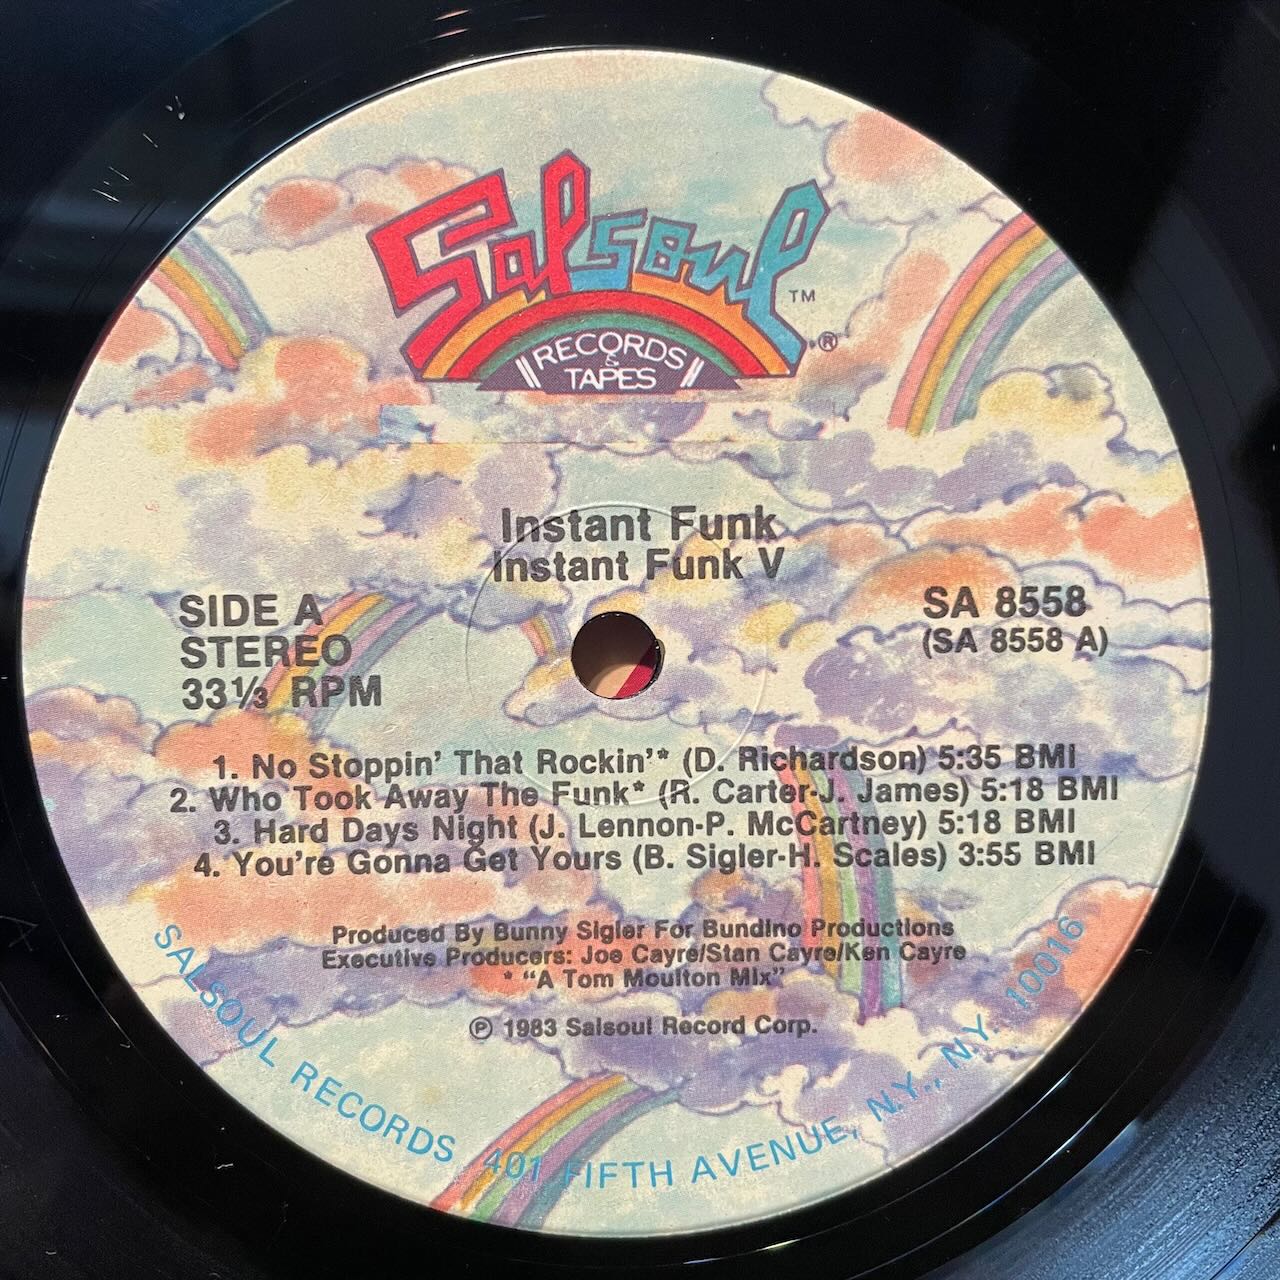 Salsoul TM
®
RECORDS
&
TAPES
Instant Funk
Instant Funk V
SIDE A
STEREO
33⅓ RPM
SA 8558
(SA 8558 A)
1. No Stoppin' That Rockin'* (D. Richardson) 5:35 BMI
2. Who Took Away The Funk* (R. Carter-J. James) 5:18 BMI
3. Hard Days Night (J. Lennon-P. McCartney) 5:18 BMI
4. You're Gonna Get Yours (B. Sigler-H. Scales) 3:55 BMI
Produced By Bunny Sigler For Bundino Productions
Executive Producers: Joe Cayre/Stan Cayre/Ken Cayre
* "A Tom Moulton Mix"
℗ 1983 Salsoul Record Corp.
SALSOUL RECORDS 401 FIFTH AVENUE, N.Y., N.Y. 10016